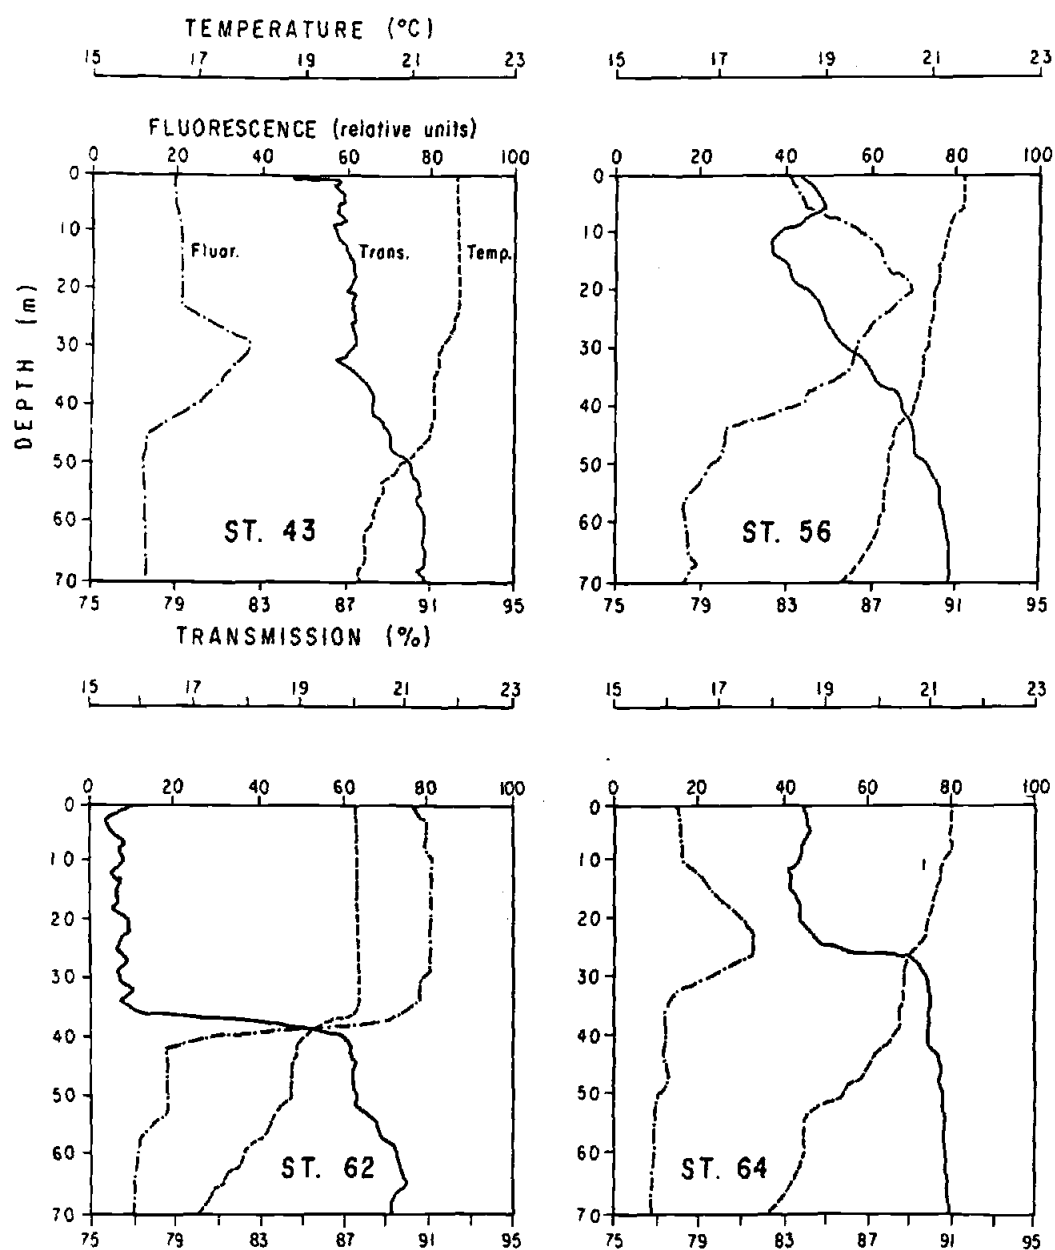 TEMPERATURE (°C)
15 17 19 21 23
15 17 19 21 23
FLUORESCENCE (relative units)
0 20 40 60 80 100
0 20 40 60 80 100
0 10 20 30 40 50 60 70
DEPTH (m)
Fluor. Trans. Temp.
ST. 43
75 79 83 87 91 95
0 10 20 30 40 50 60 70
ST. 56
75 79 83 87 91 95
TRANSMISSION (%)
15 17 19 21 23
15 17 19 21 23
0 20 40 60 80 100
0 20 40 60 80 100
0 10 20 30 40 50 60 70
ST. 62
75 79 83 87 91 95
0 10 20 30 40 50 60 70
ST. 64
75 79 83 87 91 95